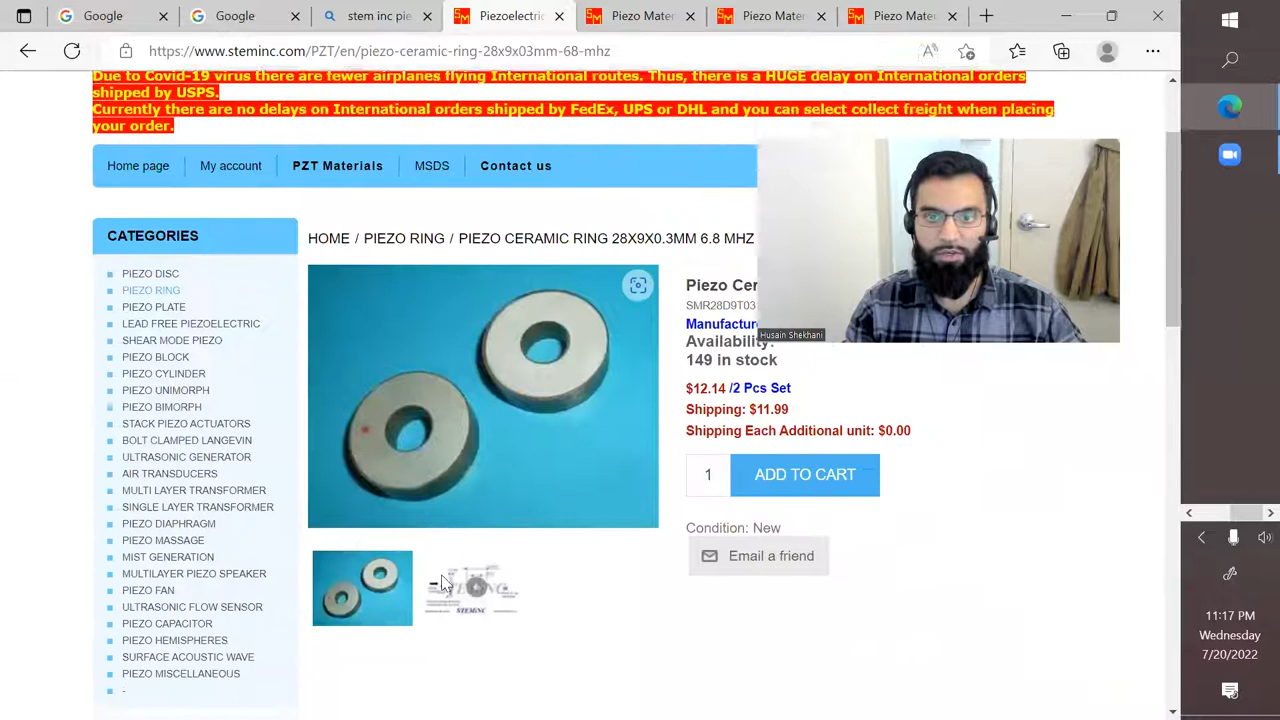 Google
Google
stem inc pie
Piezoelectric
Piezo Mater
Piezo Mater
Piezo Mater
https://www.steminc.com/PZT/en/piezo-ceramic-ring-28x9x03mm-68-mhz
Due to Covid-19 virus there are fewer airplanes flying International routes. Thus, there is a HUGE delay on International orders
shipped by USPS.
Currently there are no delays on International orders shipped by FedEx, UPS or DHL and you can select collect freight when placing
your order.
Home page My account PZT Materials MSDS Contact us
CATEGORIES
PIEZO DISC
PIEZO RING
PIEZO PLATE
LEAD FREE PIEZOELECTRIC
SHEAR MODE PIEZO
PIEZO BLOCK
PIEZO CYLINDER
PIEZO UNIMORPH
PIEZO BIMORPH
STACK PIEZO ACTUATORS
BOLT CLAMPED LANGEVIN
ULTRASONIC GENERATOR
AIR TRANSDUCERS
MULTI LAYER TRANSFORMER
SINGLE LAYER TRANSFORMER
PIEZO DIAPHRAGM
PIEZO MASSAGE
MIST GENERATION
MULTILAYER PIEZO SPEAKER
PIEZO FAN
ULTRASONIC FLOW SENSOR
PIEZO CAPACITOR
PIEZO HEMISPHERES
SURFACE ACOUSTIC WAVE
PIEZO MISCELLANEOUS
-
HOME / PIEZO RING / PIEZO CERAMIC RING 28X9X0.3MM 6.8 MHZ
Piezo Cer
SMR28D9T03
Manufacture
Availability:
149 in stock
$12.14 /2 Pcs Set
Shipping: $11.99
Shipping Each Additional unit: $0.00
1 ADD TO CART
Condition: New
Email a friend
STEMINC
Husain Shekhani
11:17 PM
Wednesday
7/20/2022